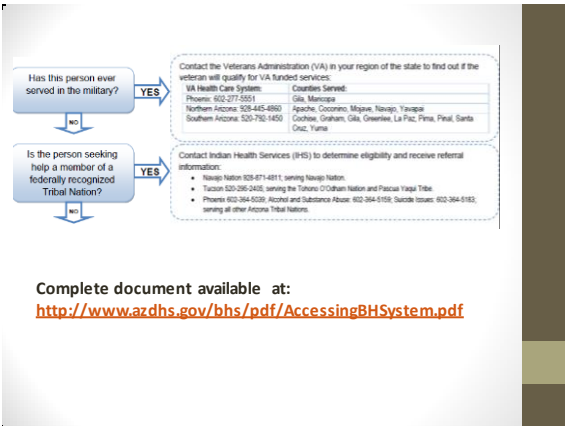 Has this person ever
served in the military?
YES
NO
Contact the Veterans Administration (VA) in your region of the state to find out if the
veteran will qualify for VA funded services:
VA Health Care System: Counties Served:
Phoenix: 602-277-5551 Gila, Maricopa
Northern Arizona: 928-445-4860 Apache, Coconino, Mojave, Navajo, Yavapai
Southern Arizona: 520-792-1450 Cochise, Graham, Gila, Greenlee, La Paz, Pima, Pinal, Santa
Cruz, Yuma
Is the person seeking
help a member of a
federally recognized
Tribal Nation?
YES
NO
Contact Indian Health Services (IHS) to determine eligibility and receive referral
information:
• Navajo Nation 928-871-4811; serving Navajo Nation.
• Tucson 520-295-2405; serving the Tohono O'Odham Nation and Pascua Yaqui Tribe.
• Phoenix 602-364-5039; Alcohol and Substance Abuse: 602-364-5159; Suicide Issues: 602-364-5183;
serving all other Arizona Tribal Nations.
Complete document available at:
http://www.azdhs.gov/bhs/pdf/AccessingBHSystem.pdf